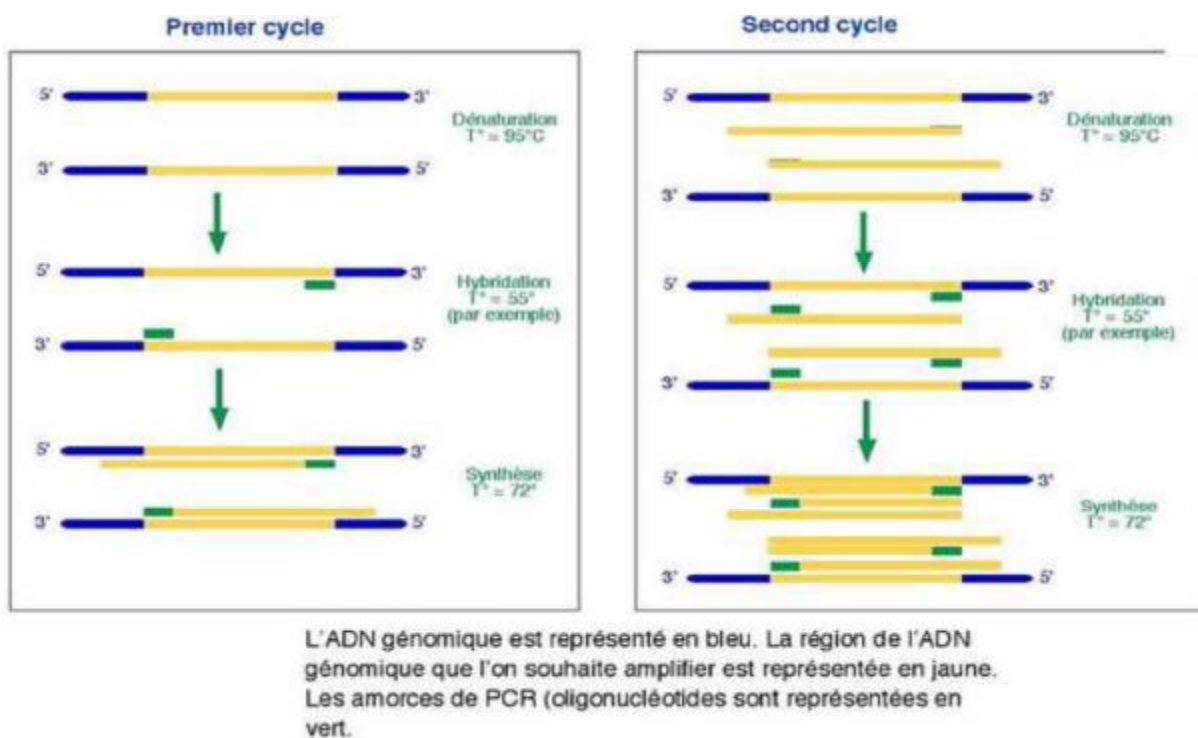 Premier cycle
5'
3'
Dénaturation
T° = 95°C
3'
5'
5'
3'
Hybridation
T° = 55°
(par exemple)
3'
5'
5'
3'
Synthèse
T° = 72°
3'
5'
Second cycle
5'
3'
Dénaturation
T° = 95°C
3'
5'
5'
3'
Hybridation
T° = 55°
(par exemple)
3'
5'
5'
3'
Synthèse
T° = 72°
3'
5'
L'ADN génomique est représenté en bleu. La région de l'ADN
génomique que l'on souhaite amplifier est représentée en jaune.
Les amorces de PCR (oligonucléotides sont représentées en
vert.